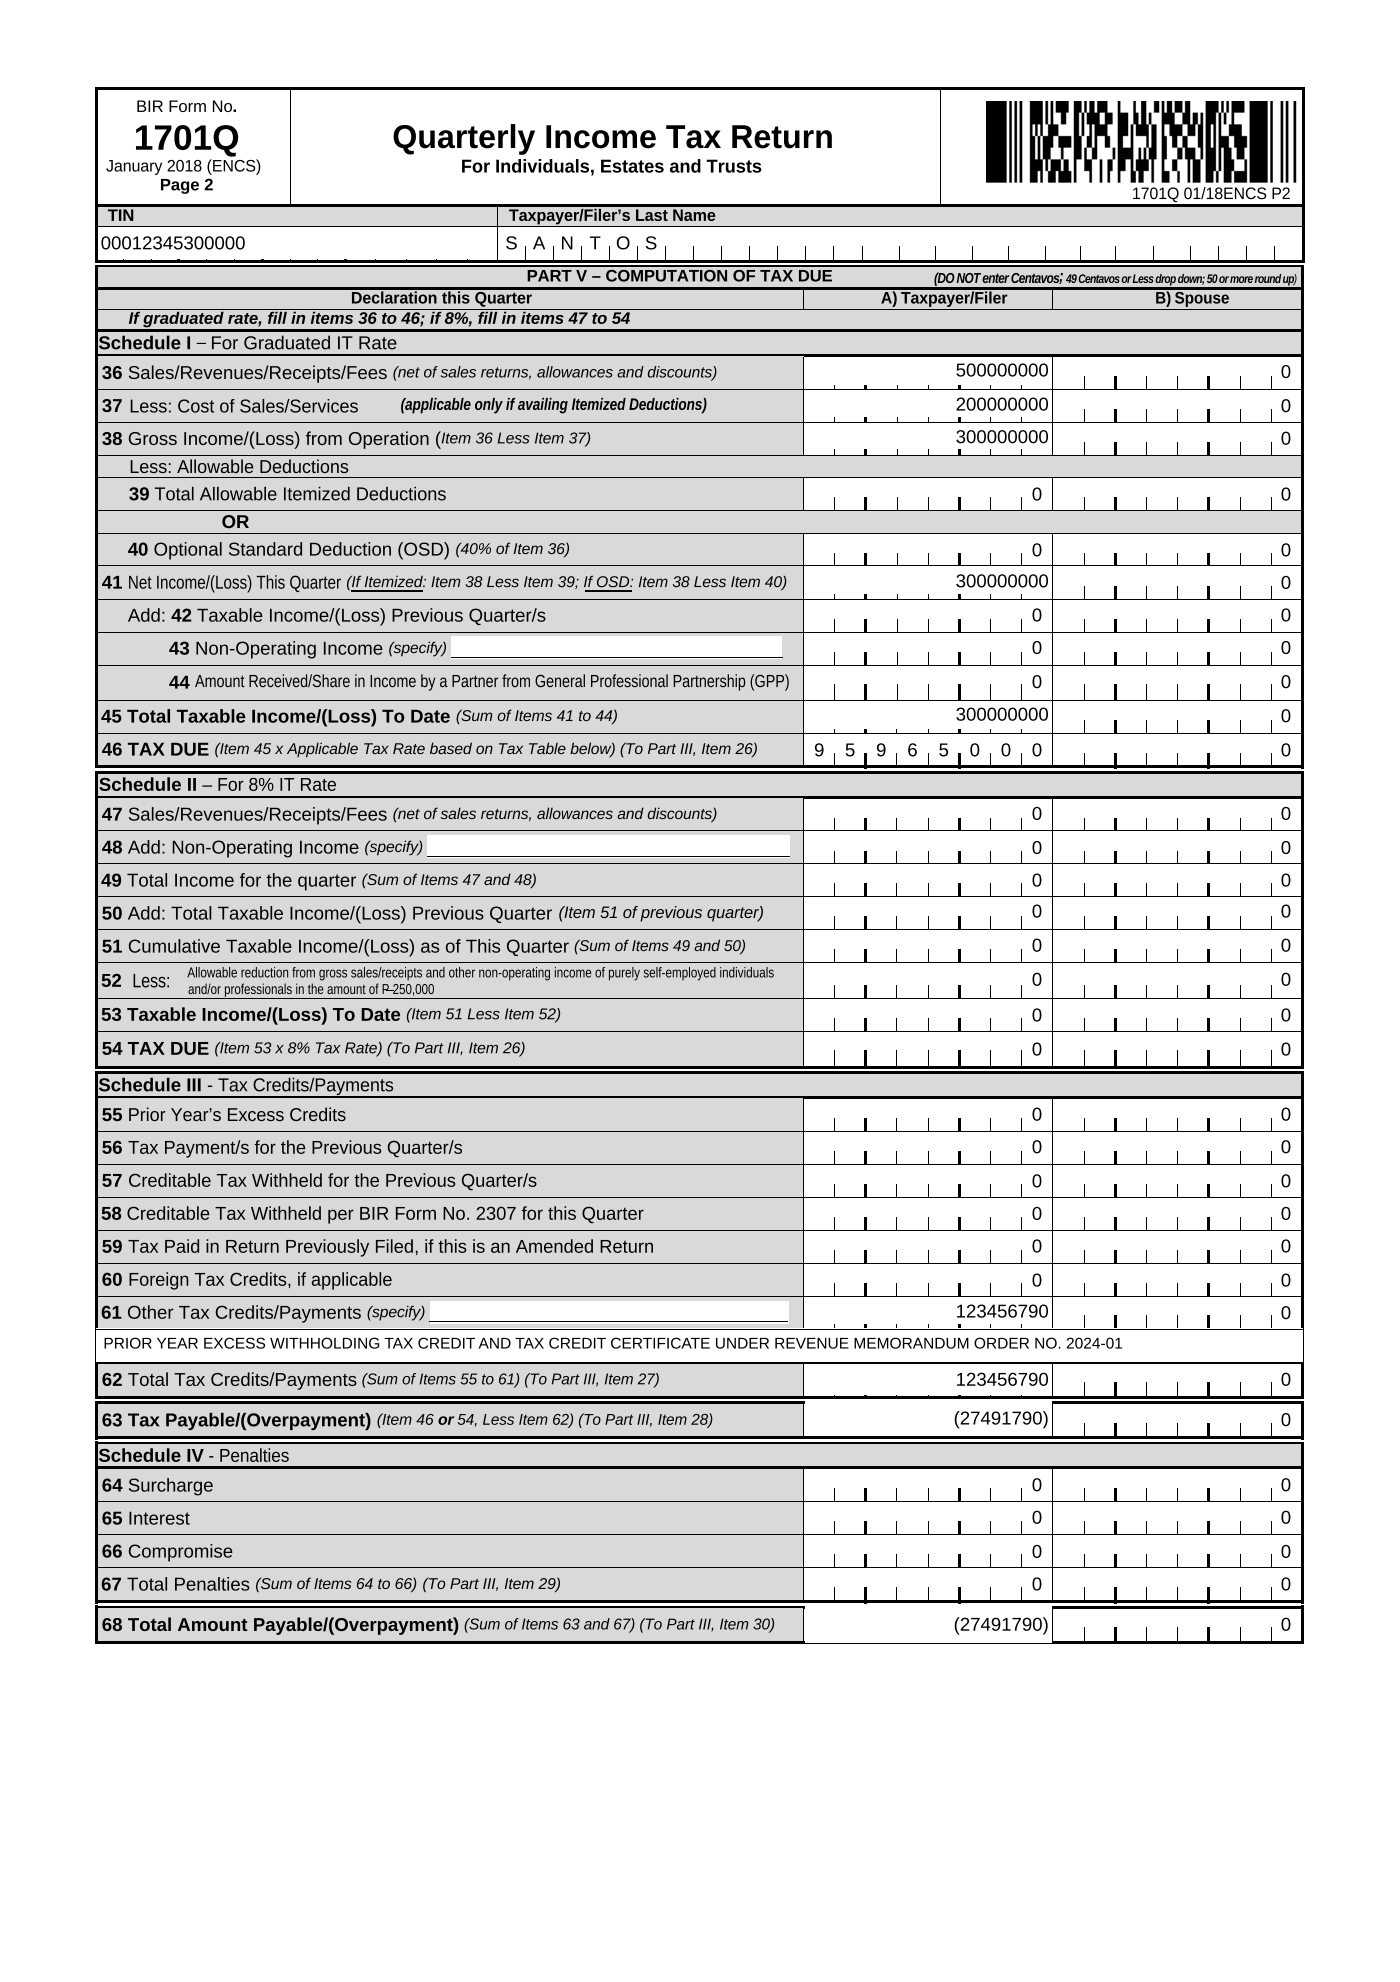 BIR Form No.
1701Q
January 2018 (ENCS)
Page 2
Quarterly Income Tax Return
For Individuals, Estates and Trusts
1701Q 01/18ENCS P2
TIN
Taxpayer/Filer’s Last Name
00012345300000
S A N T O S
PART V – COMPUTATION OF TAX DUE (DO NOT enter Centavos; 49 Centavos or Less drop down; 50 or more round up)
Declaration this Quarter A) Taxpayer/Filer B) Spouse
If graduated rate, fill in items 36 to 46; if 8%, fill in items 47 to 54
Schedule I – For Graduated IT Rate
36 Sales/Revenues/Receipts/Fees (net of sales returns, allowances and discounts) 500000000 0
37 Less: Cost of Sales/Services (applicable only if availing Itemized Deductions) 200000000 0
38 Gross Income/(Loss) from Operation (Item 36 Less Item 37) 300000000 0
Less: Allowable Deductions
39 Total Allowable Itemized Deductions 0 0
OR
40 Optional Standard Deduction (OSD) (40% of Item 36) 0 0
41 Net Income/(Loss) This Quarter (If Itemized: Item 38 Less Item 39; If OSD: Item 38 Less Item 40) 300000000 0
Add: 42 Taxable Income/(Loss) Previous Quarter/s 0 0
43 Non-Operating Income (specify) 0 0
44 Amount Received/Share in Income by a Partner from General Professional Partnership (GPP) 0 0
45 Total Taxable Income/(Loss) To Date (Sum of Items 41 to 44) 300000000 0
46 TAX DUE (Item 45 x Applicable Tax Rate based on Tax Table below) (To Part III, Item 26) 9 5 9 6 5 0 0 0 0
Schedule II – For 8% IT Rate
47 Sales/Revenues/Receipts/Fees (net of sales returns, allowances and discounts) 0 0
48 Add: Non-Operating Income (specify) 0 0
49 Total Income for the quarter (Sum of Items 47 and 48) 0 0
50 Add: Total Taxable Income/(Loss) Previous Quarter (Item 51 of previous quarter) 0 0
51 Cumulative Taxable Income/(Loss) as of This Quarter (Sum of Items 49 and 50) 0 0
52 Less: Allowable reduction from gross sales/receipts and other non-operating income of purely self-employed individuals
and/or professionals in the amount of P 250,000 0 0
53 Taxable Income/(Loss) To Date (Item 51 Less Item 52) 0 0
54 TAX DUE (Item 53 x 8% Tax Rate) (To Part III, Item 26) 0 0
Schedule III - Tax Credits/Payments
55 Prior Year’s Excess Credits 0 0
56 Tax Payment/s for the Previous Quarter/s 0 0
57 Creditable Tax Withheld for the Previous Quarter/s 0 0
58 Creditable Tax Withheld per BIR Form No. 2307 for this Quarter 0 0
59 Tax Paid in Return Previously Filed, if this is an Amended Return 0 0
60 Foreign Tax Credits, if applicable 0 0
61 Other Tax Credits/Payments (specify) 123456790 0
PRIOR YEAR EXCESS WITHHOLDING TAX CREDIT AND TAX CREDIT CERTIFICATE UNDER REVENUE MEMORANDUM ORDER NO. 2024-01
62 Total Tax Credits/Payments (Sum of Items 55 to 61) (To Part III, Item 27) 123456790 0
63 Tax Payable/(Overpayment) (Item 46 or 54, Less Item 62) (To Part III, Item 28) (27491790) 0
Schedule IV - Penalties
64 Surcharge 0 0
65 Interest 0 0
66 Compromise 0 0
67 Total Penalties (Sum of Items 64 to 66) (To Part III, Item 29) 0 0
68 Total Amount Payable/(Overpayment) (Sum of Items 63 and 67) (To Part III, Item 30) (27491790) 0